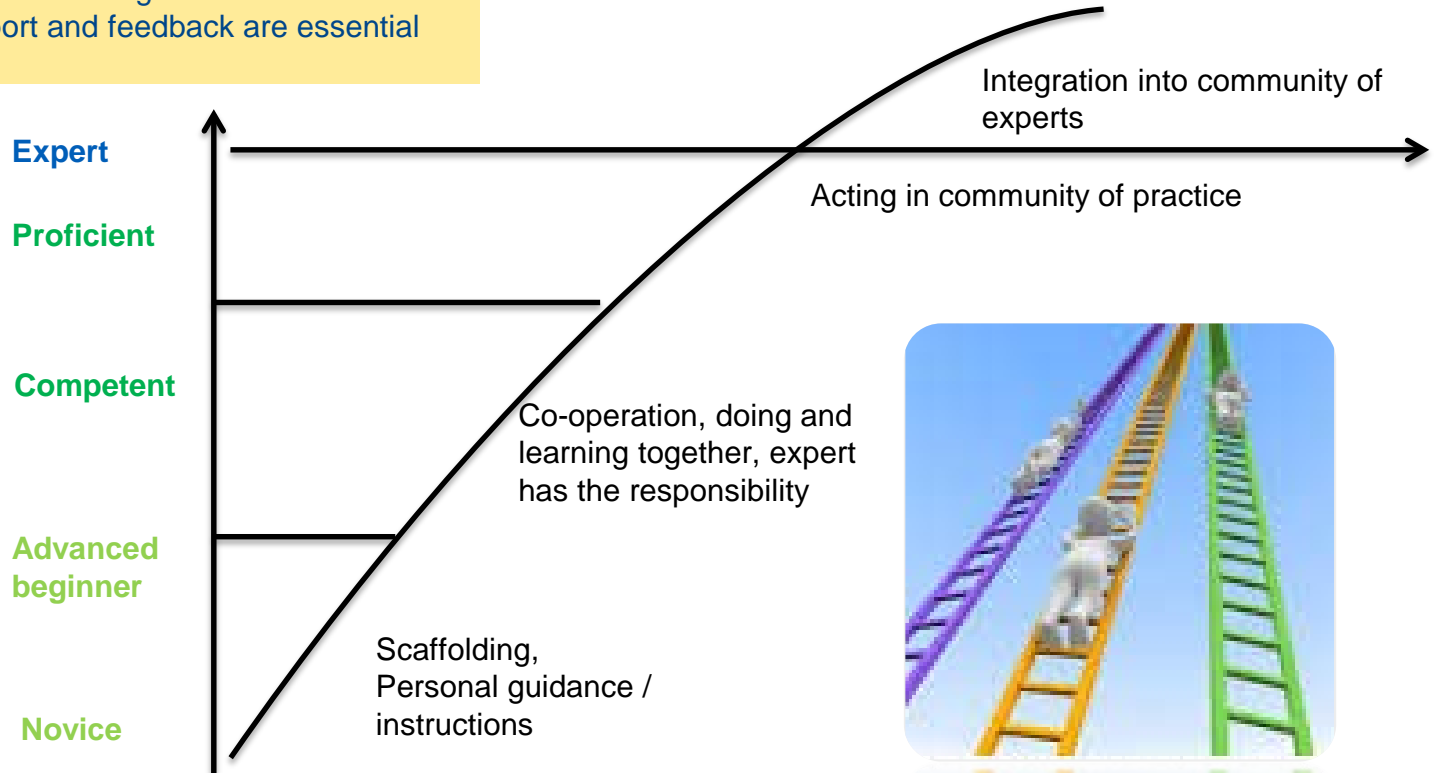 and feedback are essential
Integration into community of
experts
Expert
Acting in community of practice
Proficient
Competent
Co-operation, doing and
learning together, expert
has the responsibility
Advanced
beginner
Scaffolding,
Personal guidance /
instructions
Novice